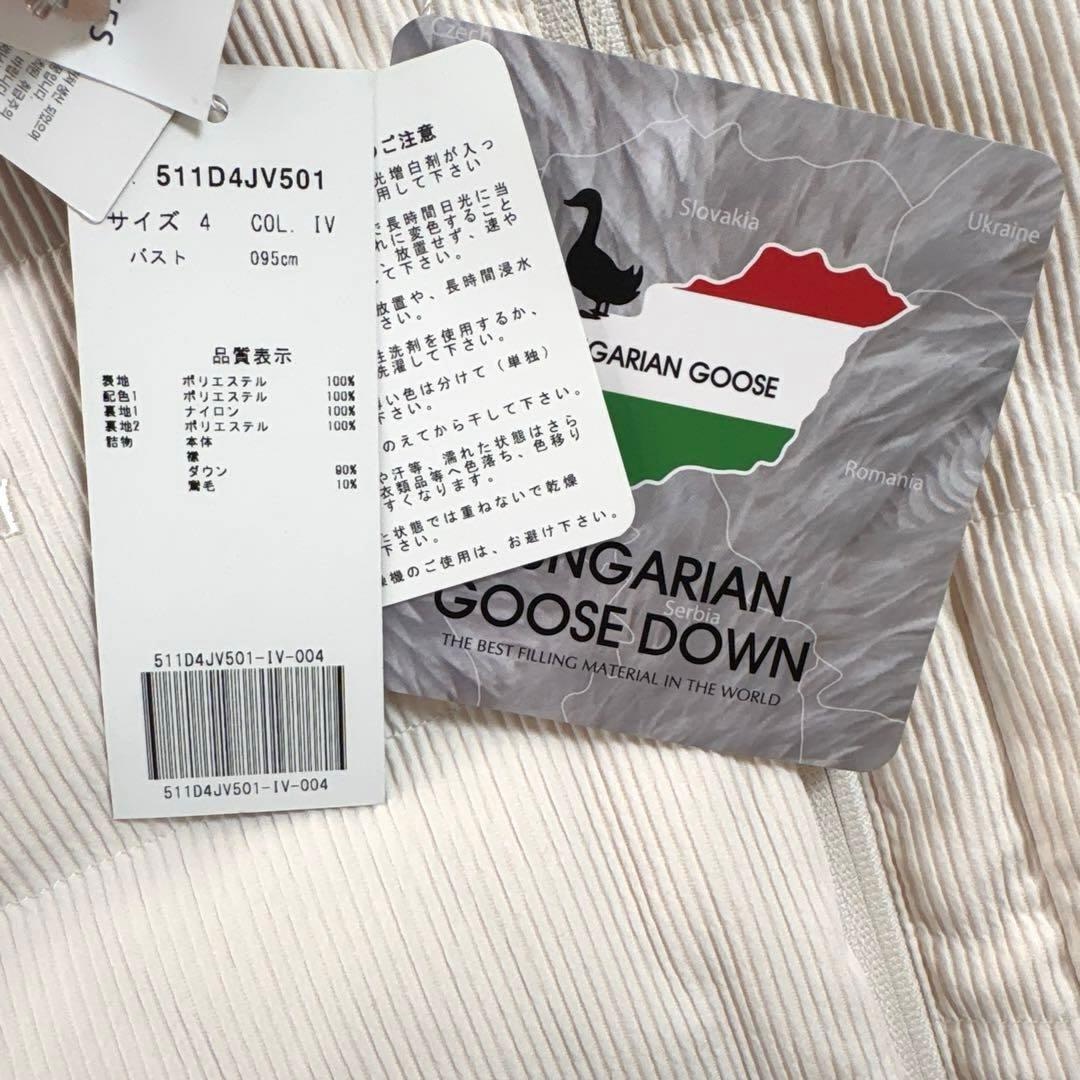 ES
511D4JV501
サイズ 4 COL. IV
バスト 095cm
品質表示
表地 ポリエステル 100%
配色1 ポリエステル 100%
裏地1 ナイロン 100%
裏地2 ポリエステル 100%
詰物 本体
襟
ダウン 90%
鵞毛 10%
511D4JV501-IV-004
511D4JV501-IV-004
ご注意
光増白剤が入っ
用して下さい
で長時間日光に当
れに変色すること
、放置せず、速や
て下さい。
放置や、長時間浸水
さい。
性洗剤を使用するか、
洗濯して下さい。
い色は分けて（単独）
下さい。
のえてから干して下さい。
や汗等、濡れた状態はさら
衣類品等へ色落ち、色移り
すくなります。
た状態では重ねないで乾燥
下さい。
燥機のご使用は、お避け下さい。
Czech
Slovakia
Ukraine
GARIAN GOOSE
Romania
NGARIAN
Serbia
GOOSE DOWN
THE BEST FILLING MATERIAL IN THE WORLD